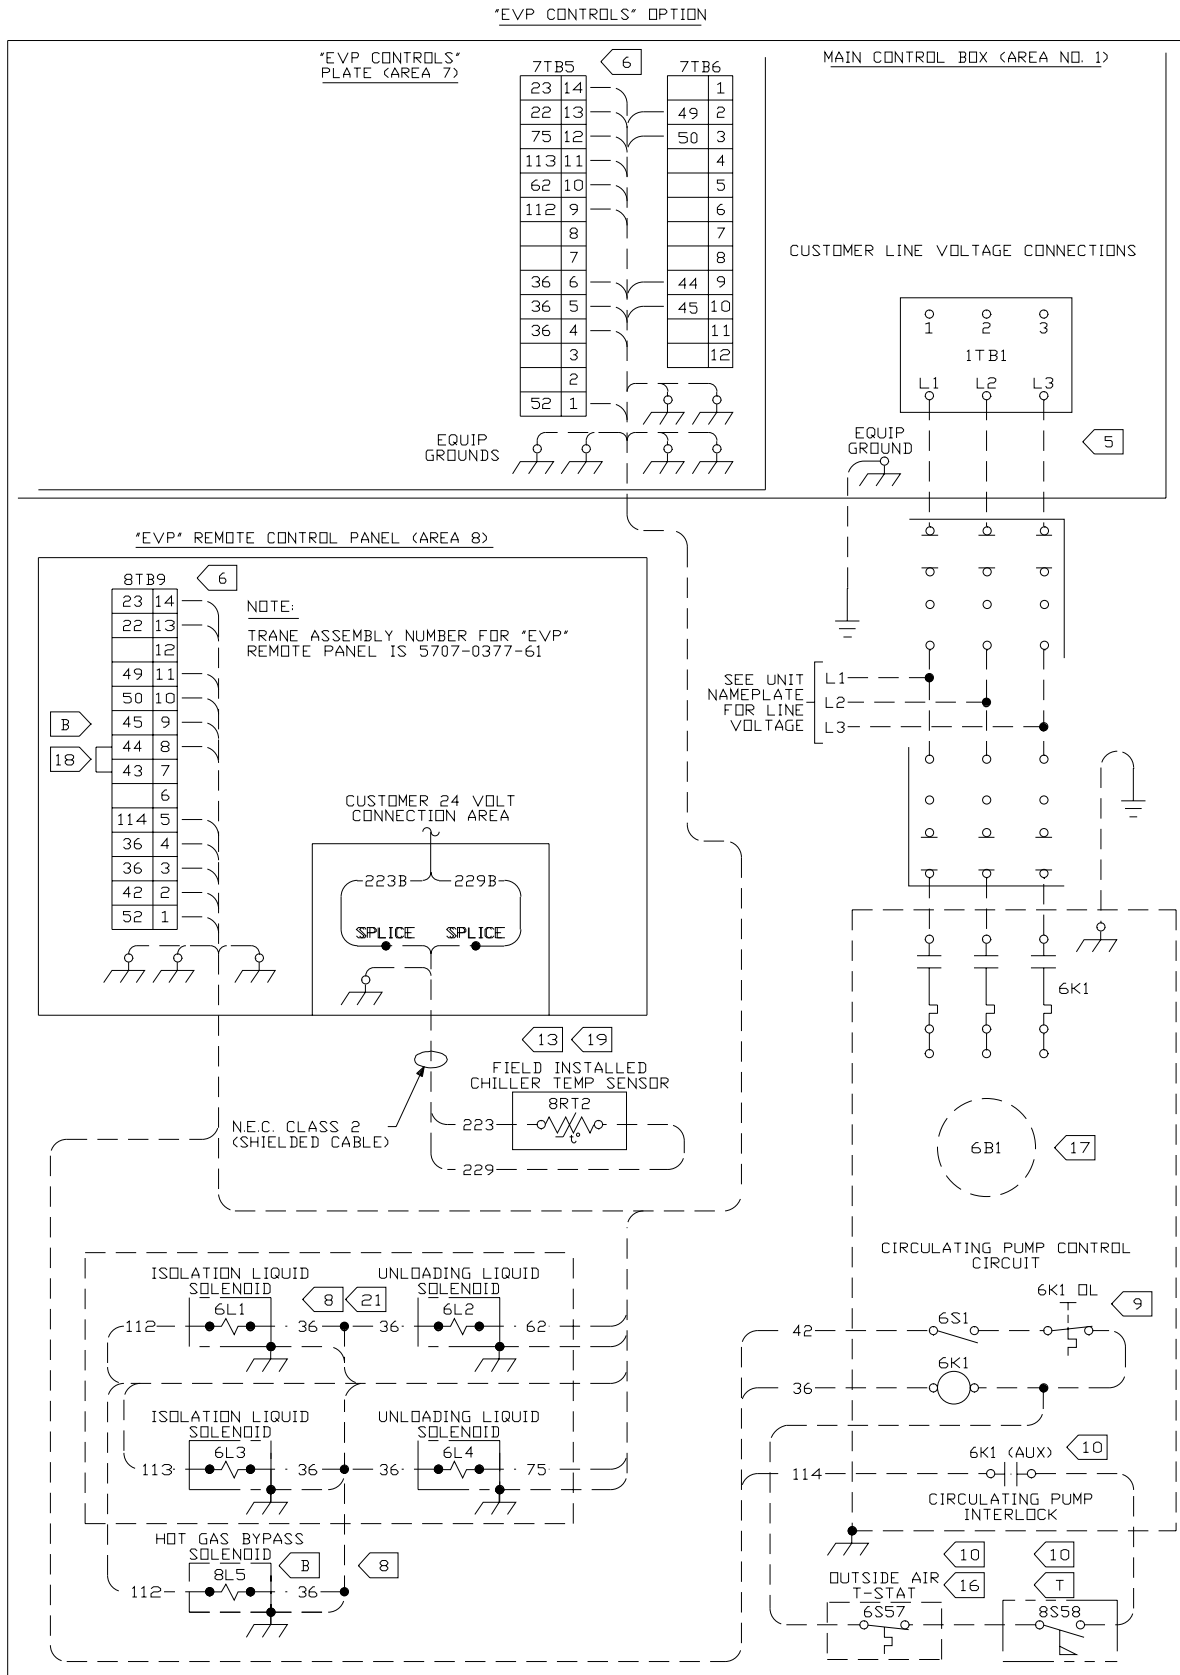 "EVP CONTROLS" OPTION
"EVP CONTROLS"
PLATE (AREA 7)
7TB5
6
7TB6
MAIN CONTROL BOX (AREA NO. 1)
23 14
22 13
75 12
113 11
62 10
112 9
8
7
36 6
36 5
36 4
3
2
52 1
1
49 2
50 3
4
5
6
7
8
44 9
45 10
11
12
EQUIP
GROUNDS
CUSTOMER LINE VOLTAGE CONNECTIONS
1 2 3
1TB1
L1 L2 L3
EQUIP
GROUND
5
"EVP" REMOTE CONTROL PANEL (AREA 8)
8TB9
6
23 14
22 13
12
49 11
50 10
45 9
44 8
43 7
6
114 5
36 4
36 3
42 2
52 1
B
18
NOTE:
TRANE ASSEMBLY NUMBER FOR "EVP"
REMOTE PANEL IS 5707-0377-61
SEE UNIT
NAMEPLATE
FOR LINE
VOLTAGE
L1
L2
L3
CUSTOMER 24 VOLT
CONNECTION AREA
223B 229B
SPLICE SPLICE
6K1
13 19
FIELD INSTALLED
CHILLER TEMP SENSOR
8RT2
t°
223
229
N.E.C. CLASS 2
(SHIELDED CABLE)
6B1
17
CIRCULATING PUMP CONTROL
CIRCUIT
6K1 OL
9
42
6S1
6K1
36
6K1 (AUX)
10
114
CIRCULATING PUMP
INTERLOCK
ISOLATION LIQUID
SOLENOID
6L1
8 21
UNLOADING LIQUID
SOLENOID
6L2
112 36 36 62
ISOLATION LIQUID
SOLENOID
6L3
UNLOADING LIQUID
SOLENOID
6L4
113 36 36 75
HOT GAS BYPASS
SOLENOID
8L5
B
8
112 36
OUTSIDE AIR
T-STAT
10
16
6S57
10
T
8S58